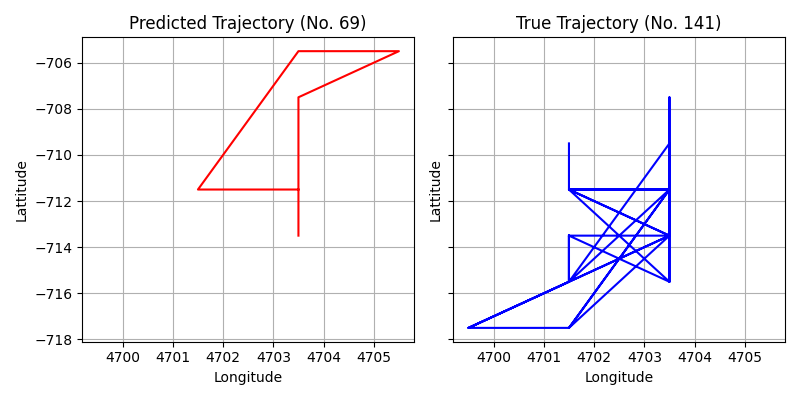 Predicted Trajectory (No. 69)
True Trajectory (No. 141)
−706
−708
−710
−712
−714
−716
−718
Lattitude
Lattitude
4700 4701 4702 4703 4704 4705
4700 4701 4702 4703 4704 4705
Longitude
Longitude